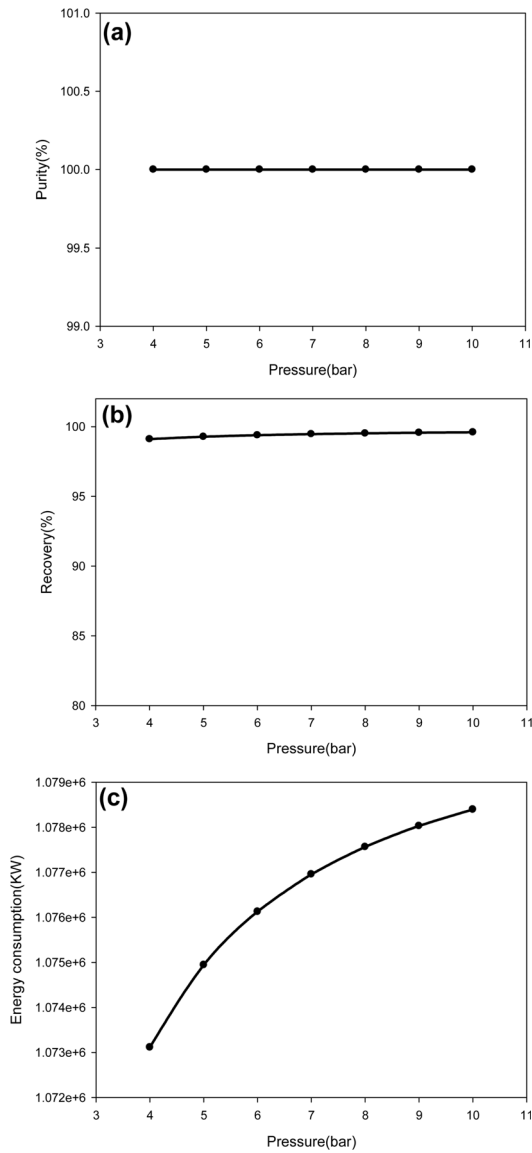 (a)
101.0
100.5
100.0
99.5
99.0
Purity(%)
3 4 5 6 7 8 9 10 11
Pressure(bar)
(b)
100
95
90
85
80
Recovery(%)
3 4 5 6 7 8 9 10 11
Pressure(bar)
(c)
1.079e+6
1.078e+6
1.077e+6
1.076e+6
1.075e+6
1.074e+6
1.073e+6
1.072e+6
Energy consumption(KW)
3 4 5 6 7 8 9 10 11
Pressure(bar)